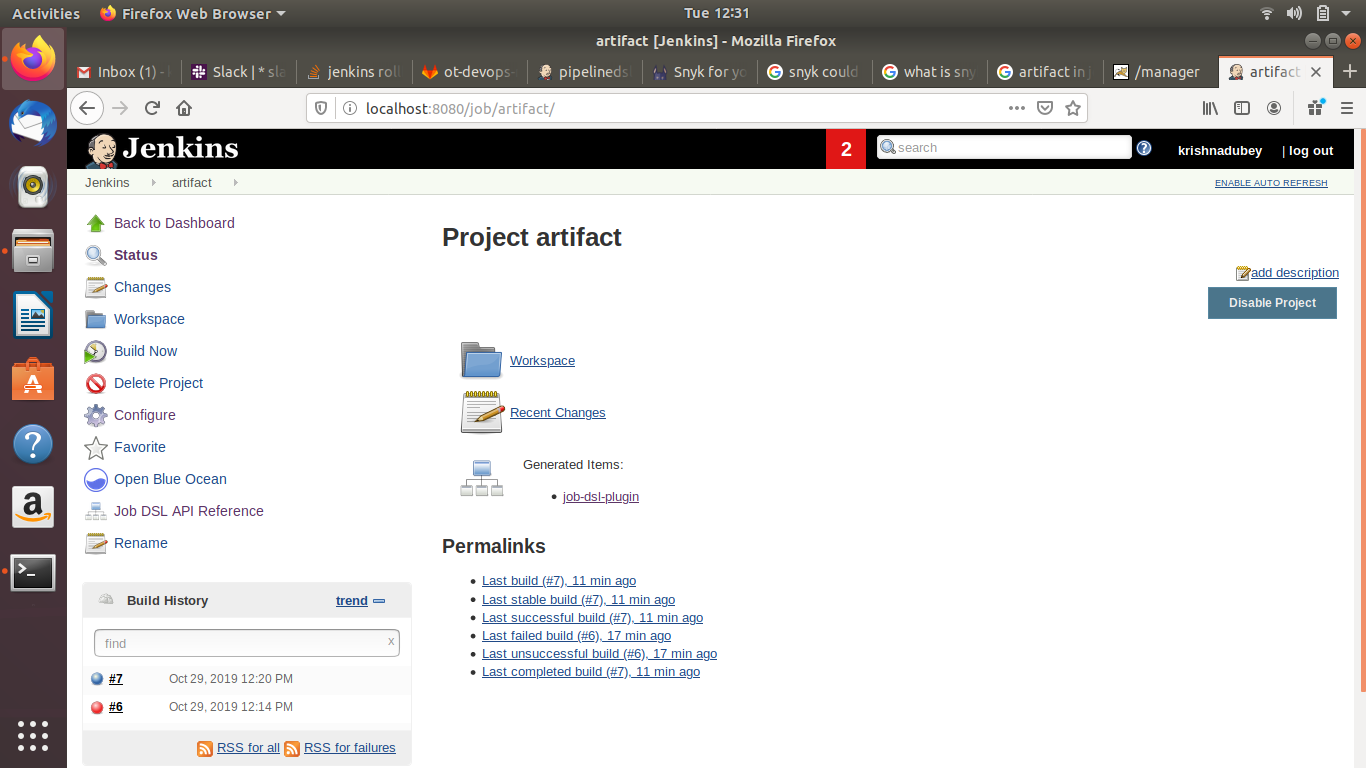 Activities Firefox Web Browser Tue 12:31
artifact [Jenkins] - Mozilla Firefox
Inbox (1) - Slack | * sla jenkins roll ot-devops- pipelineds Snyk for yo snyk could what is sny artifact in j /manager artifact
localhost:8080/job/artifact/
Jenkins 2 search krishnadubey | log out
Jenkins artifact ENABLE AUTO REFRESH
Back to Dashboard
Status
Changes
Workspace
Build Now
Delete Project
Configure
Favorite
Open Blue Ocean
Job DSL API Reference
Rename
Build History trend
find x
#7 Oct 29, 2019 12:20 PM
#6 Oct 29, 2019 12:14 PM
RSS for all RSS for failures
Project artifact
add description
Disable Project
Workspace
Recent Changes
Generated Items:
job-dsl-plugin
Permalinks
Last build (#7), 11 min ago
Last stable build (#7), 11 min ago
Last successful build (#7), 11 min ago
Last failed build (#6), 17 min ago
Last unsuccessful build (#6), 17 min ago
Last completed build (#7), 11 min ago